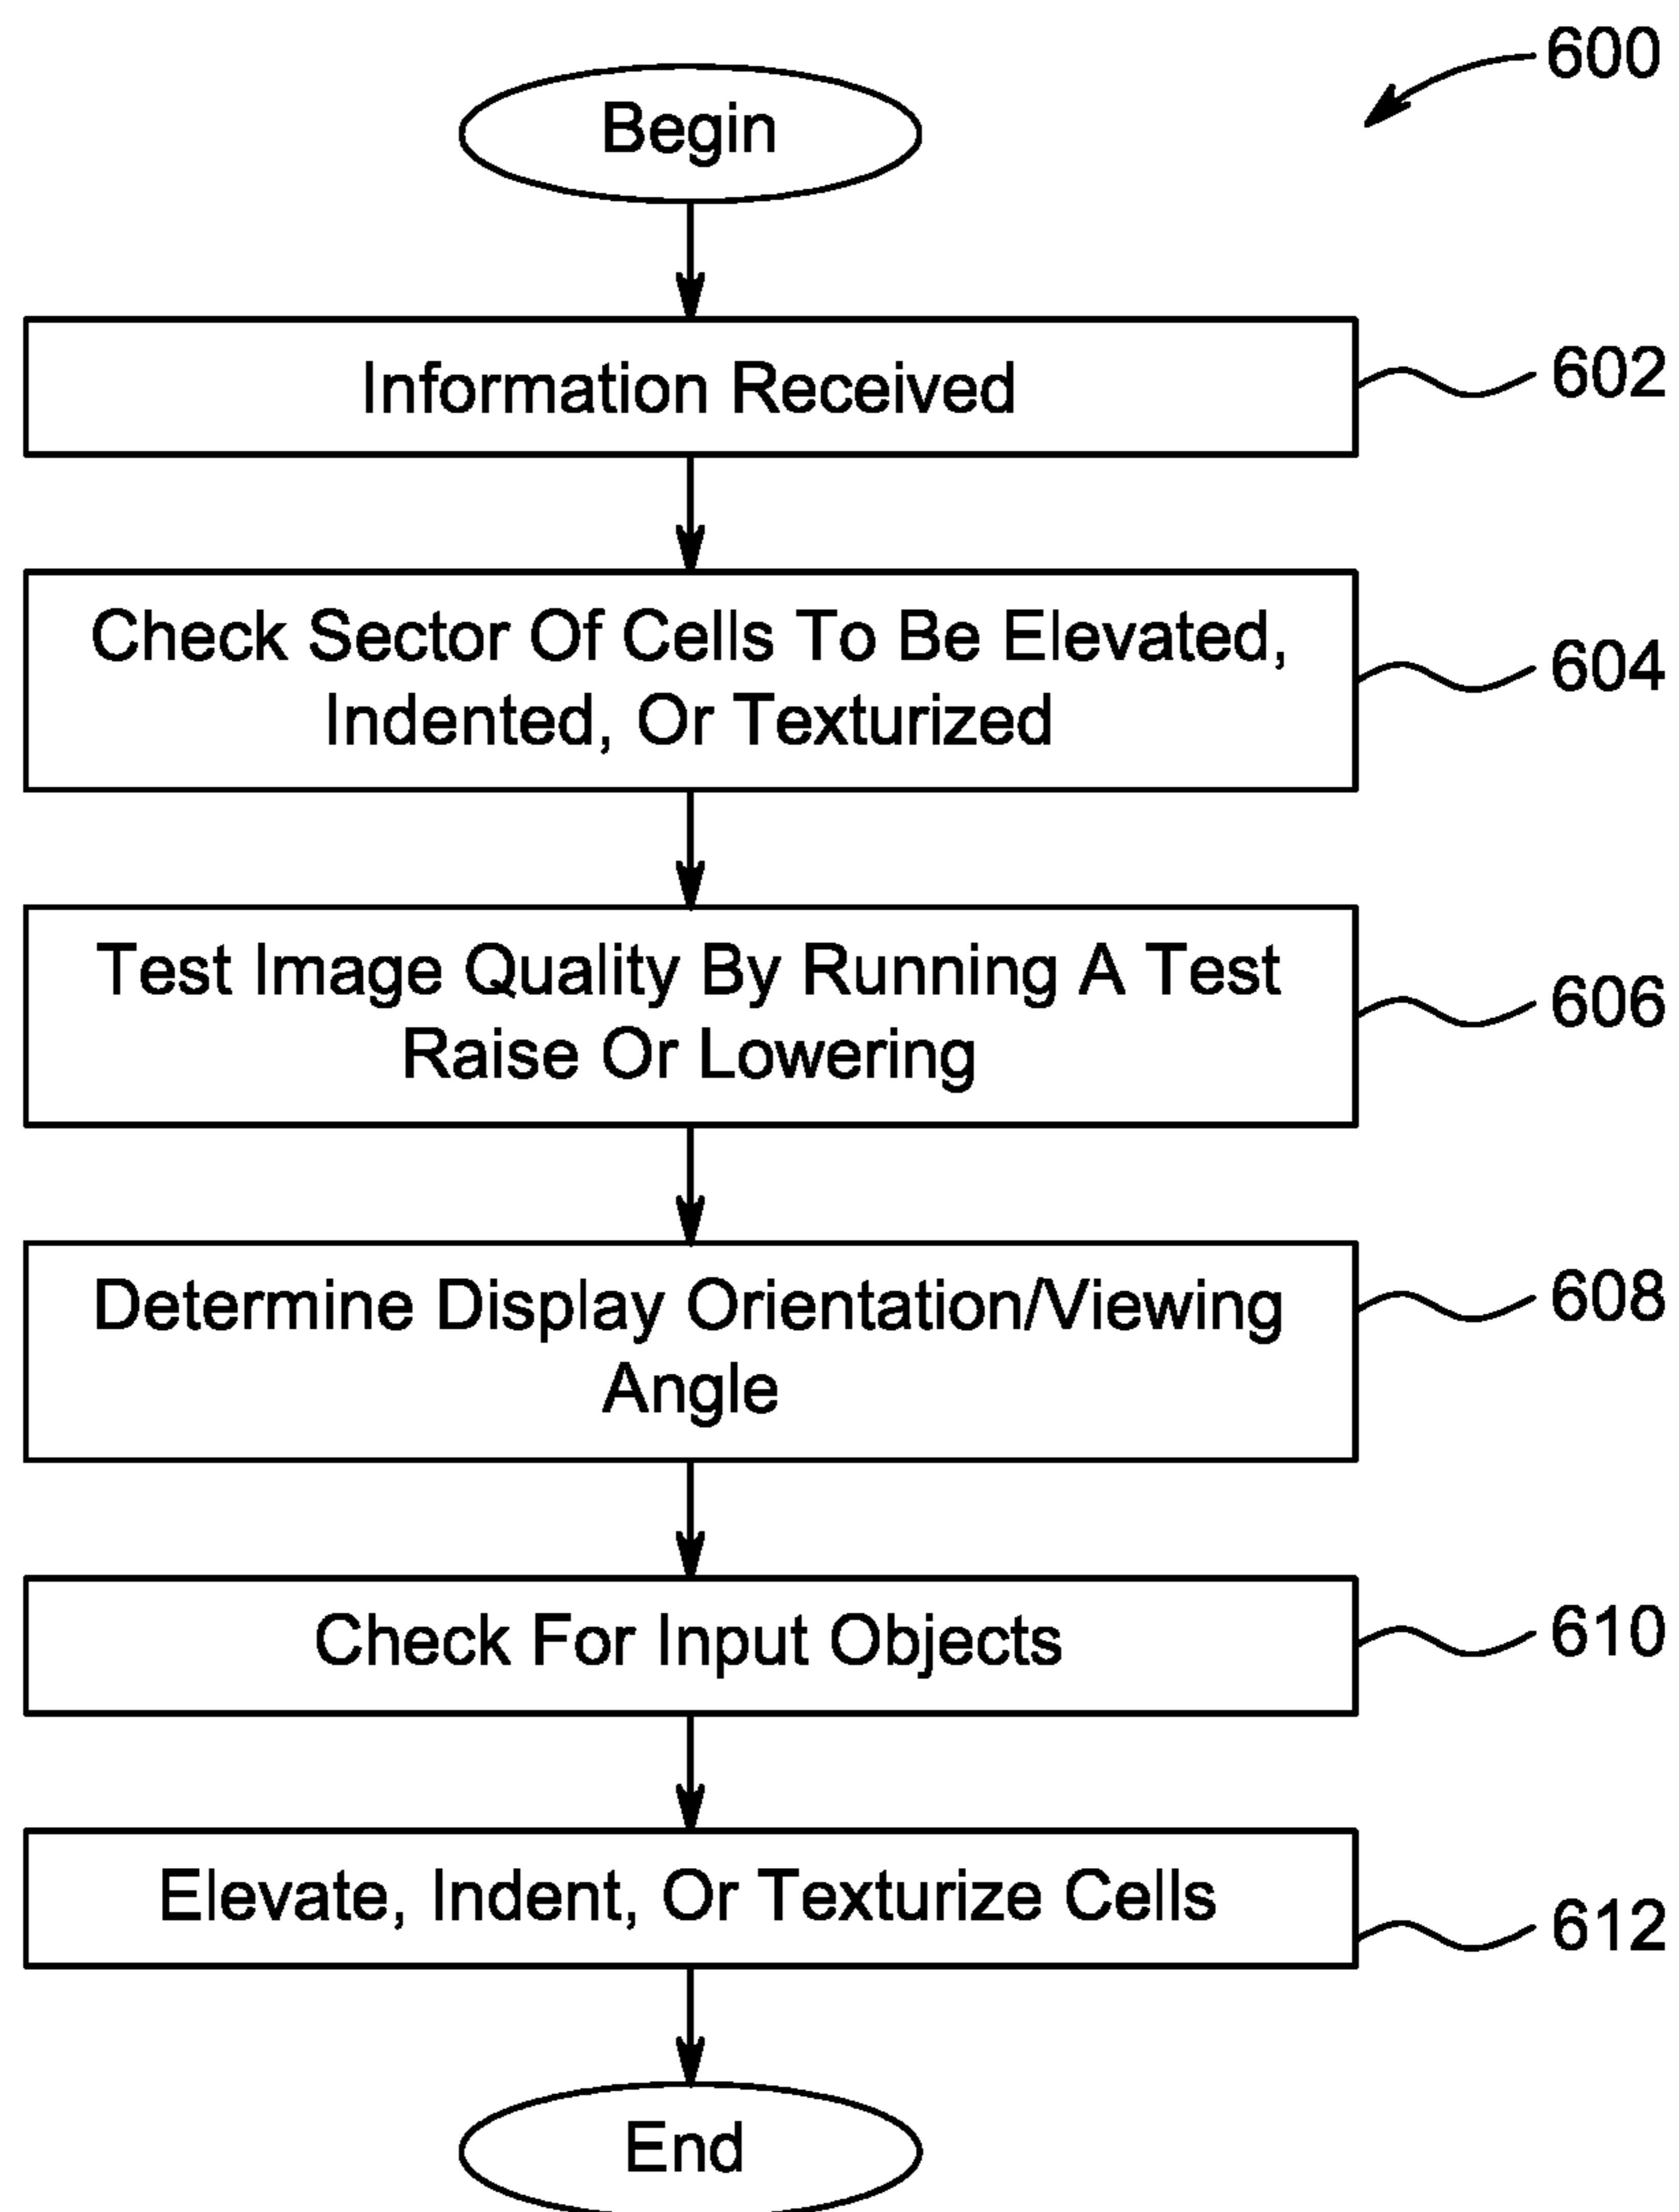 600
Begin
Information Received
602
Check Sector Of Cells To Be Elevated,
Indented, Or Texturized
604
Test Image Quality By Running A Test
Raise Or Lowering
606
Determine Display Orientation/Viewing
Angle
608
Check For Input Objects
610
Elevate, Indent, Or Texturize Cells
612
End